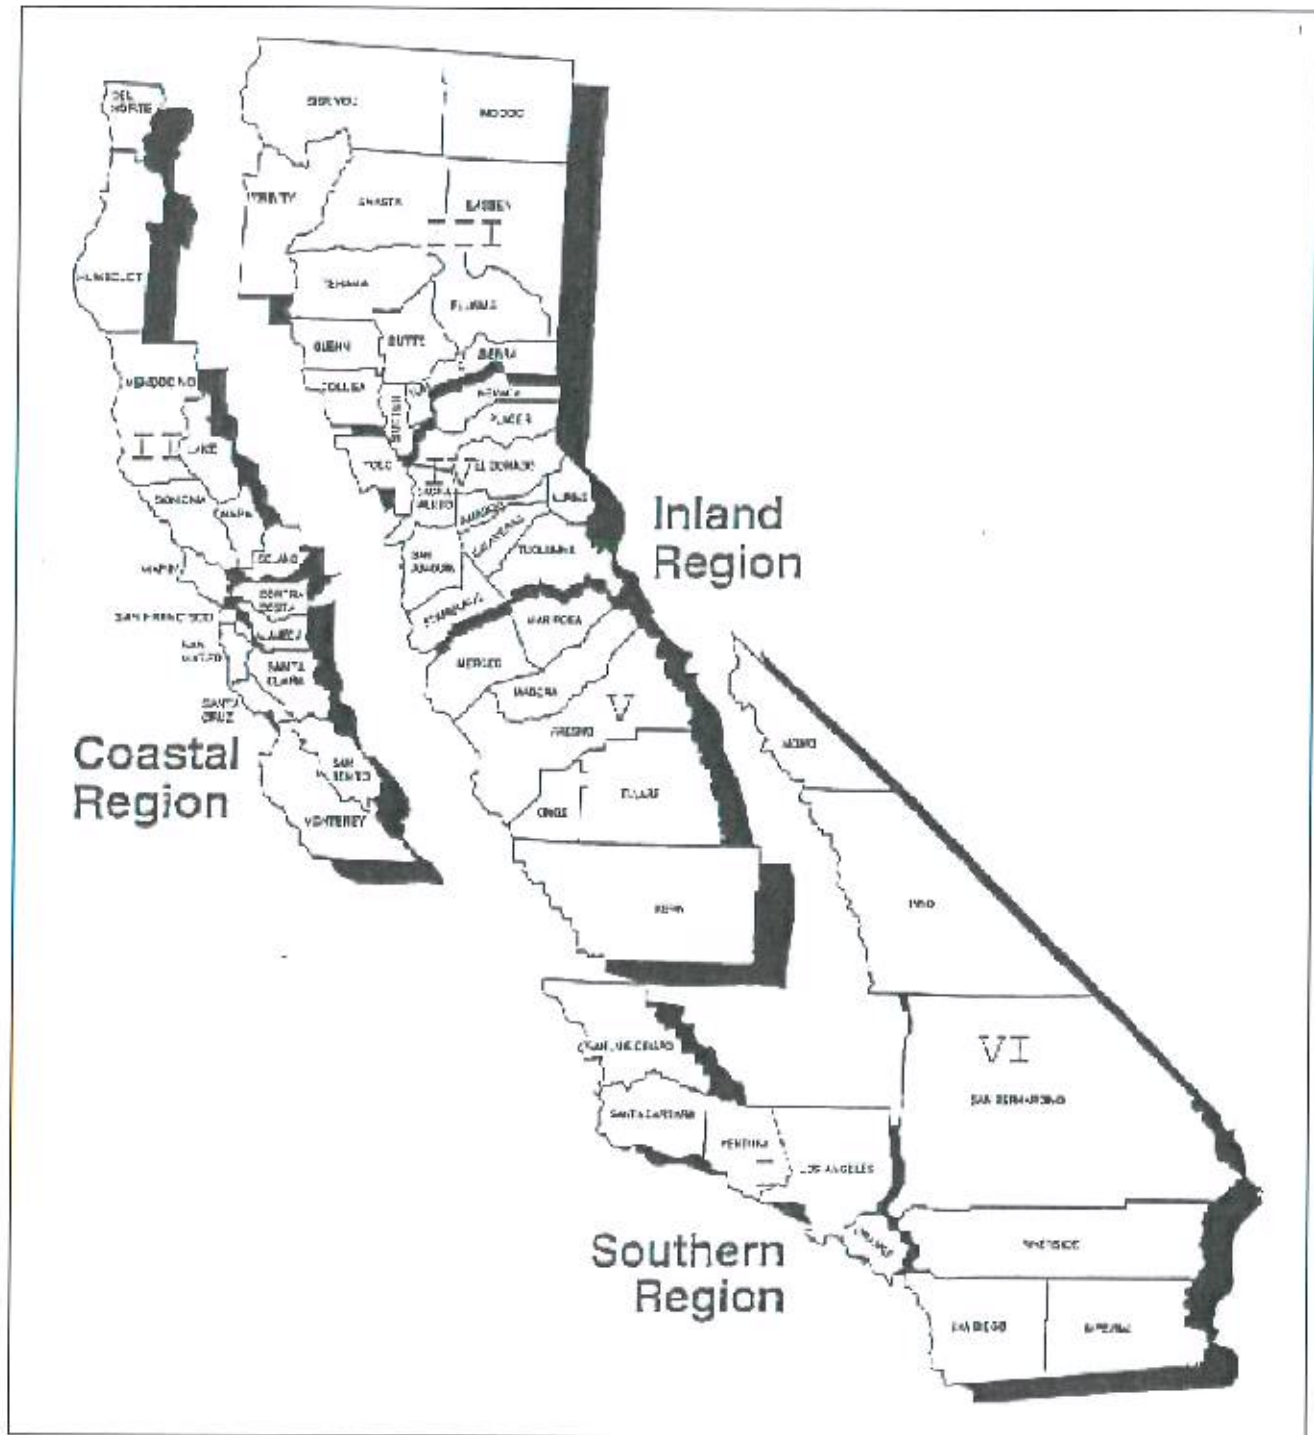 DEL
NORTE
SISKIYOU
MODOC
TRINITY
SHASTA
LASSEN
HUMBOLDT
TEHAMA
PLUMAS
GLENN
BUTTE
SIERRA
MENDOCINO
COLUSA
SUTTER
NEVADA
PLACER
II
LAKE
YOLO
IV
EL DORADO
SONOMA
NAPA
ALPINE
Inland
Region
SOLANO
SAN
JOAQUIN
TUOLUMNE
MARIN
CONTRA
COSTA
SAN FRANCISCO
ALAMEDA
STANISLAUS
MARIPOSA
SAN
MATEO
SANTA
CLARA
MERCED
MADERA
SANTA
CRUZ
V
FRESNO
MONO
Coastal
Region
SAN
BENITO
KINGS
TULARE
MONTEREY
KERN
INYO
SAN LUIS OBISPO
VI
SAN BERNARDINO
SANTA BARBARA
VENTURA
LOS ANGELES
ORANGE
RIVERSIDE
Southern
Region
SAN DIEGO
IMPERIAL